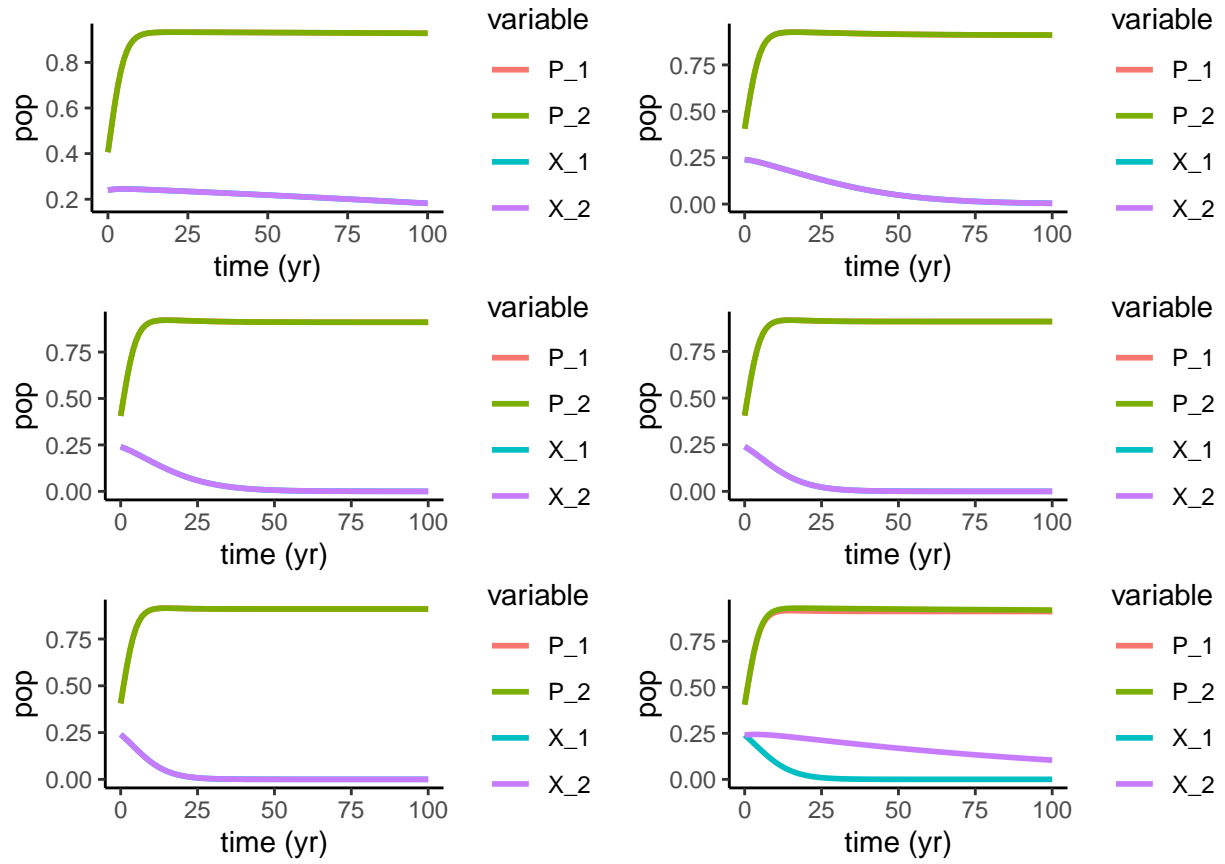 variable
P_1
P_2
X_1
X_2
pop
0.8
0.6
0.4
0.2
0 25 50 75 100
time (yr)
variable
P_1
P_2
X_1
X_2
pop
0.75
0.50
0.25
0.00
0 25 50 75 100
time (yr)
variable
P_1
P_2
X_1
X_2
pop
0.75
0.50
0.25
0.00
0 25 50 75 100
time (yr)
variable
P_1
P_2
X_1
X_2
pop
0.75
0.50
0.25
0.00
0 25 50 75 100
time (yr)
variable
P_1
P_2
X_1
X_2
pop
0.75
0.50
0.25
0.00
0 25 50 75 100
time (yr)
variable
P_1
P_2
X_1
X_2
pop
0.75
0.50
0.25
0.00
0 25 50 75 100
time (yr)